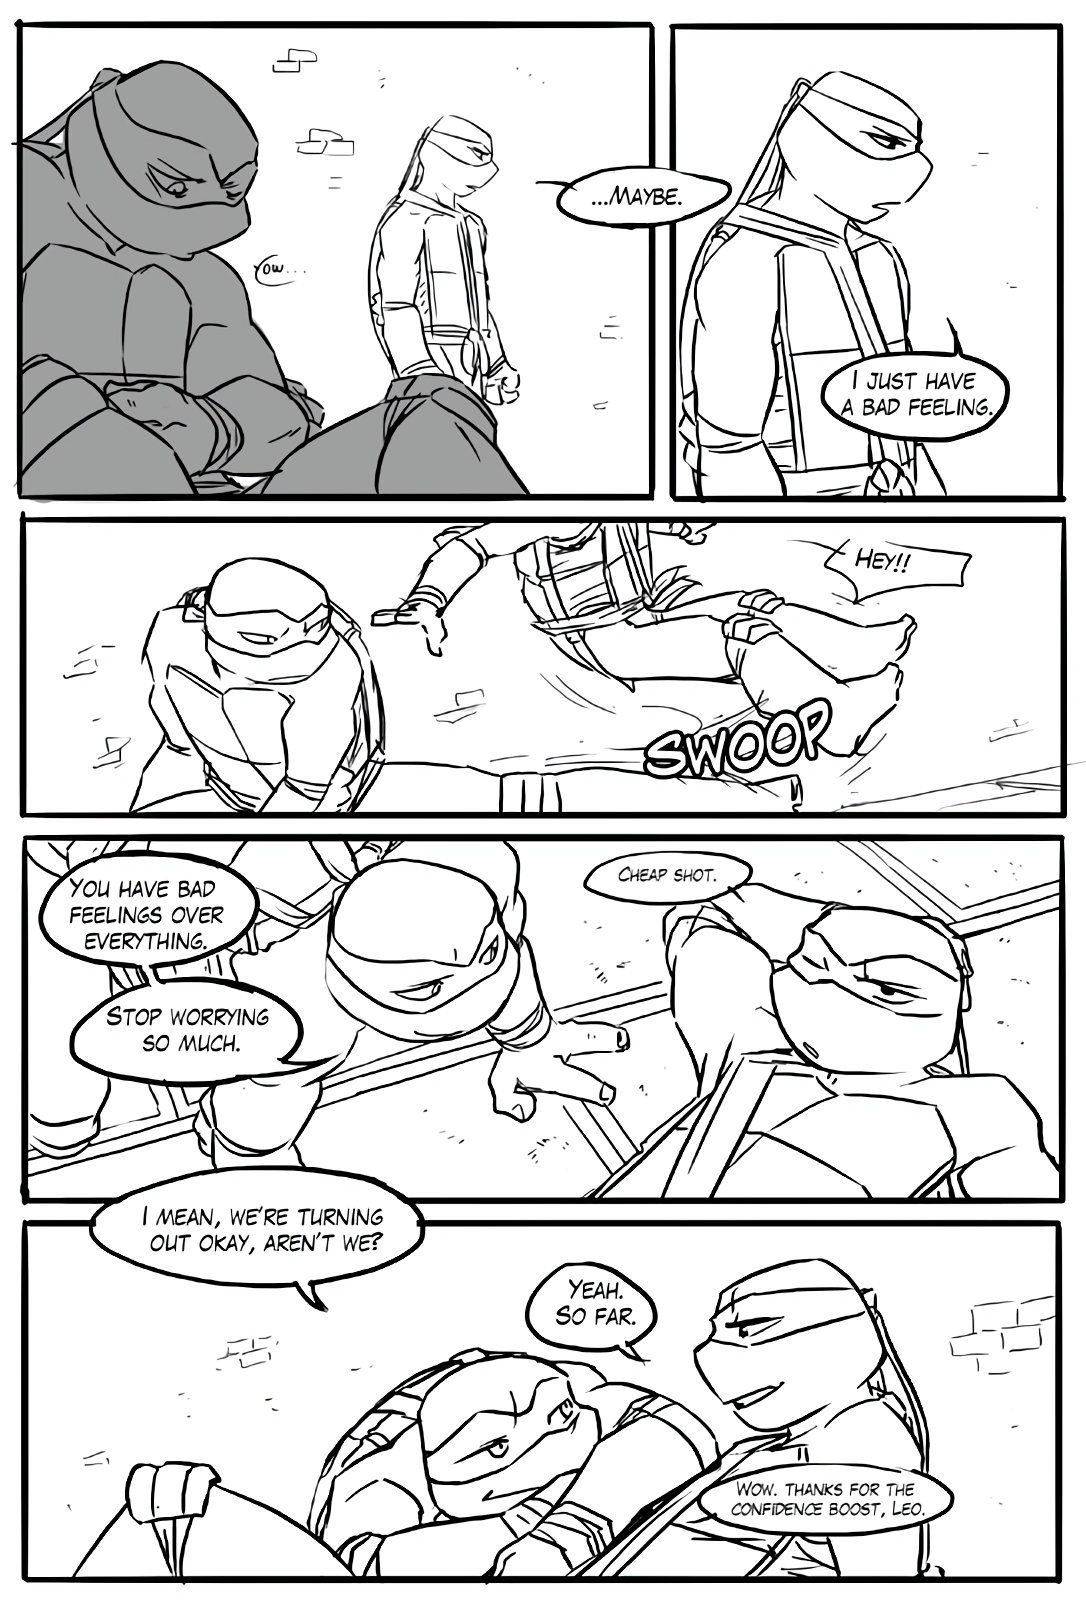 ...Maybe.
Yow...
I just have
a bad feeling.
Hey!!
SWOOP
You have bad
feelings over
everything.
Stop worrying
so much.
Cheap shot.
I mean, we're turning
out okay, aren't we?
Yeah.
So far.
Wow. Thanks for the
confidence boost, Leo.